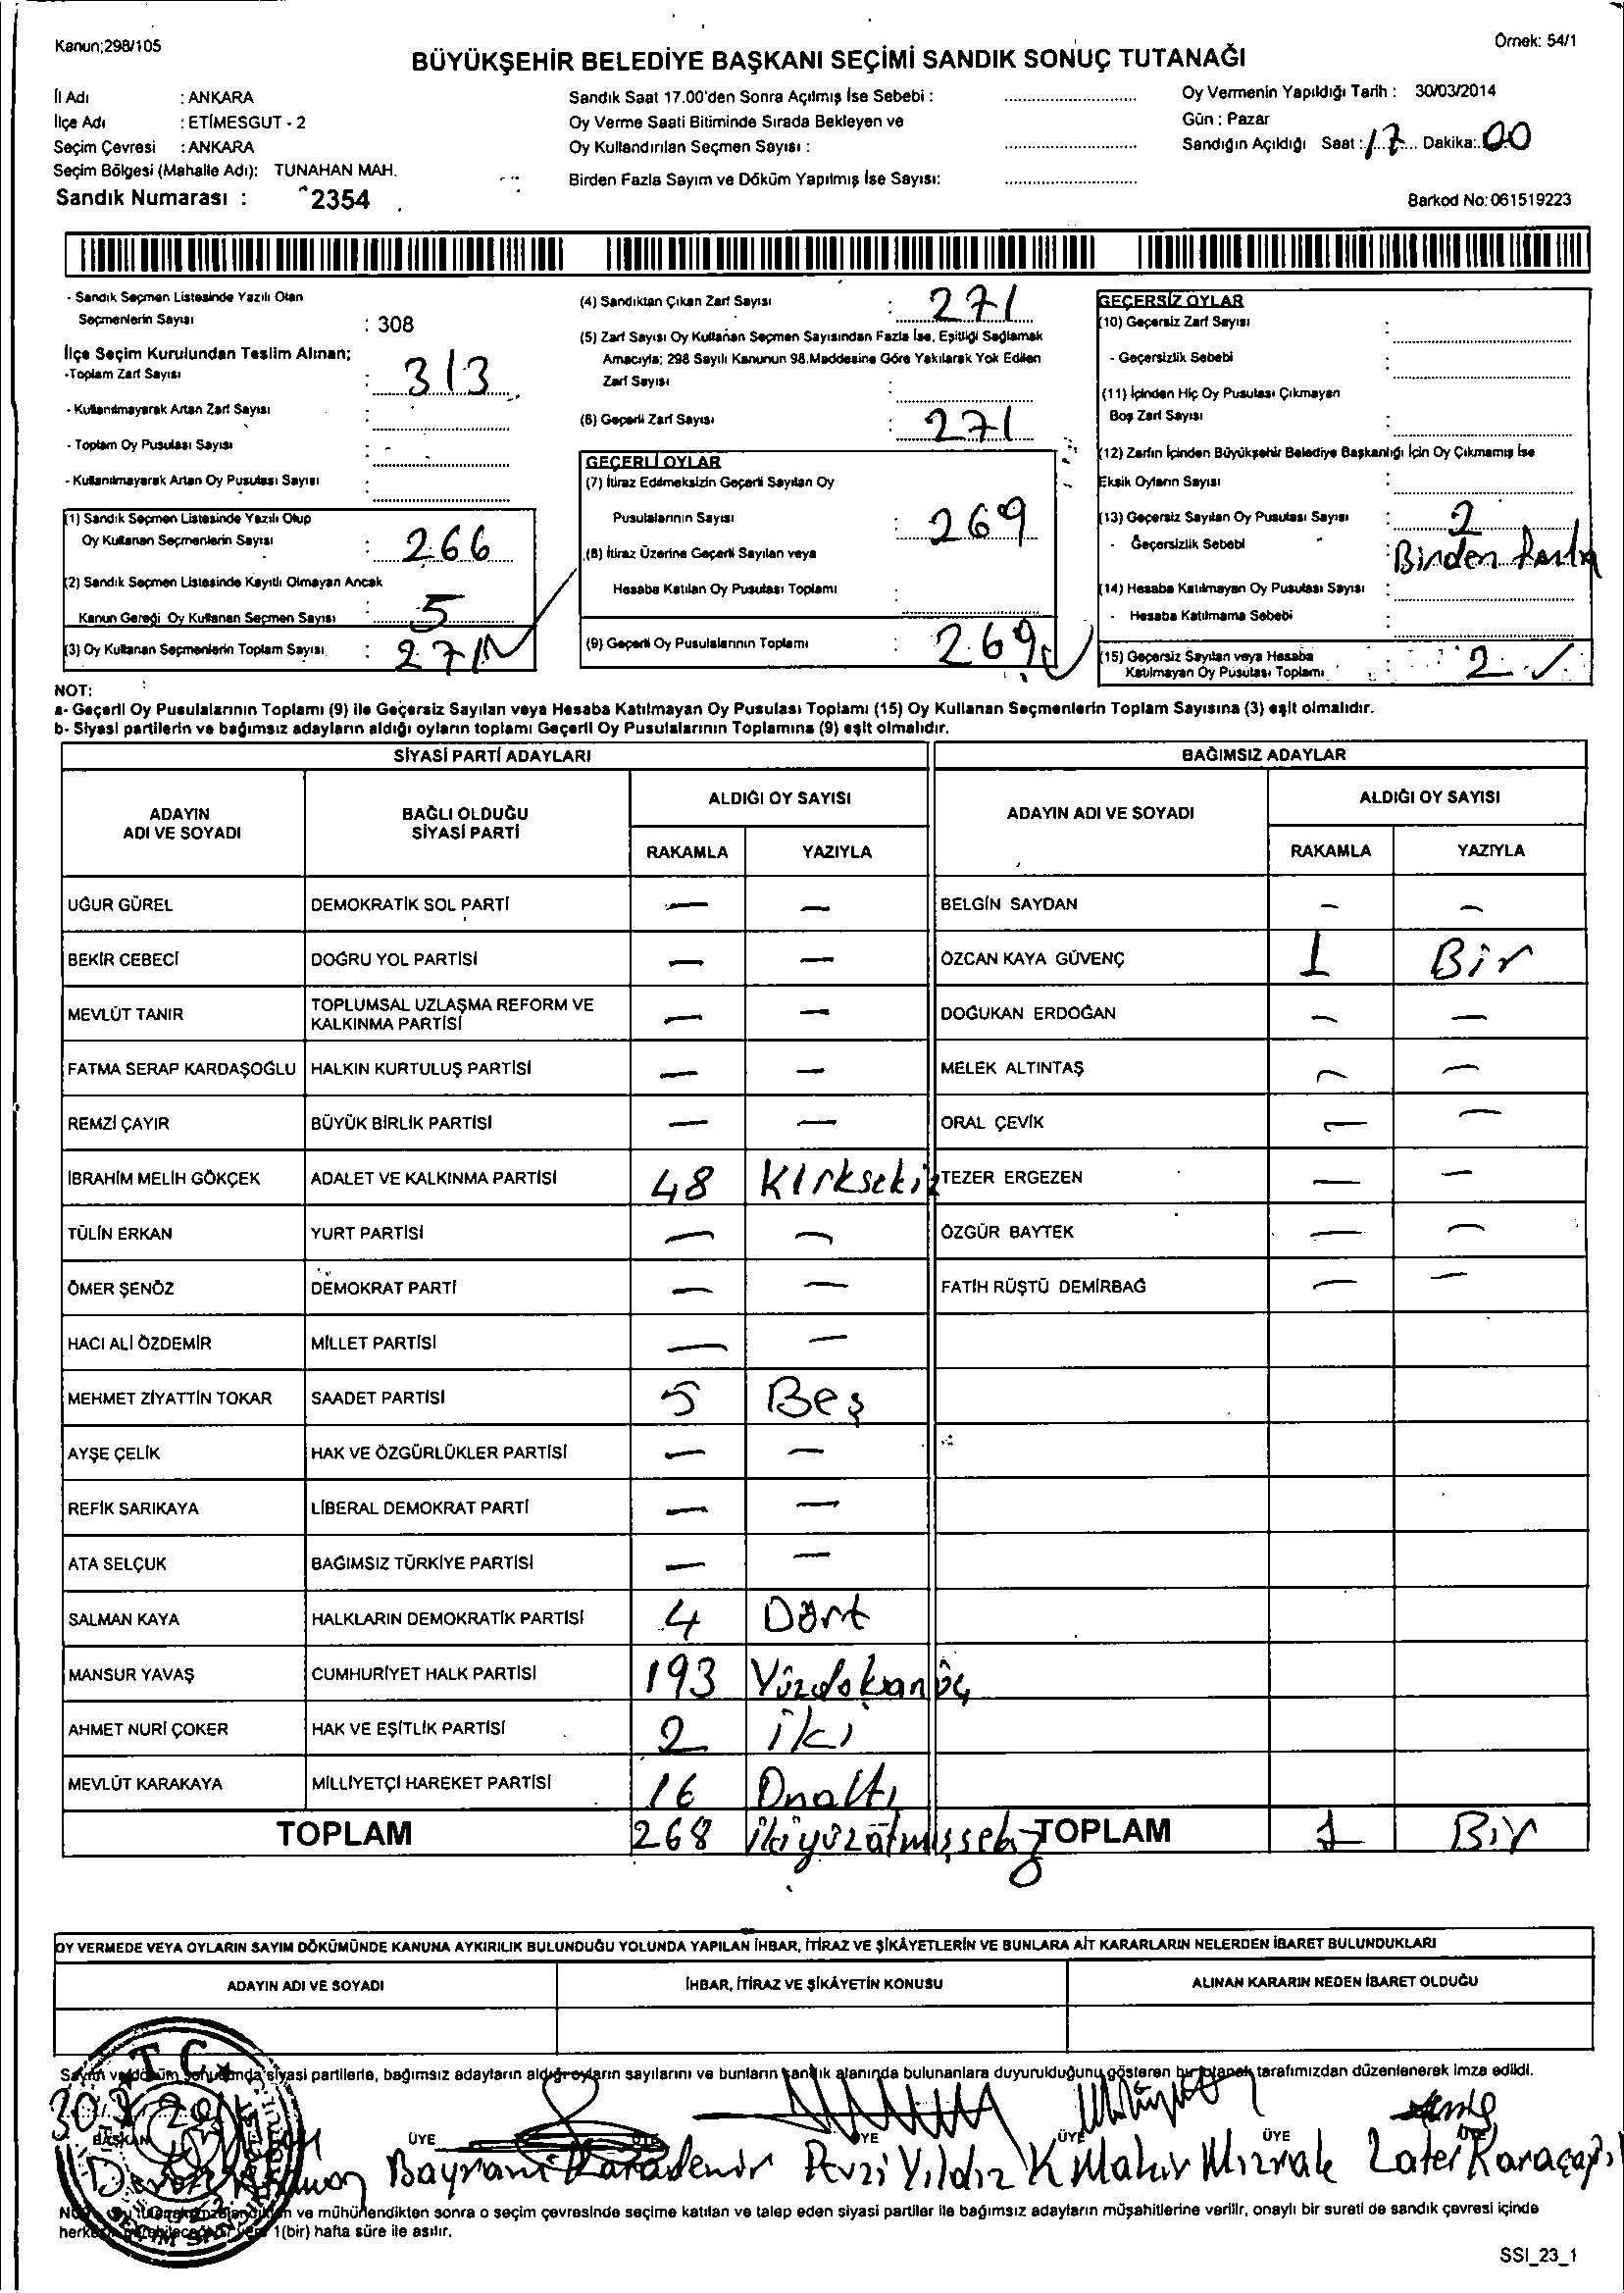 Kanun;298/105
Örnek: 54/1
BÜYÜKŞEHİR BELEDİYE BAŞKANI SEÇİMİ SANDIK SONUÇ TUTANAĞI
İl Adı : ANKARA
İlçe Adı : ETİMESGUT - 2
Seçim Çevresi : ANKARA
Seçim Bölgesi (Mahalle Adı): TUNAHAN MAH.
Sandık Numarası : 2354
Sandık Saat 17.00'den Sonra Açılmış İse Sebebi :
Oy Verme Saati Bitiminde Sırada Bekleyen ve
Oy Kullandırılan Seçmen Sayısı :
Birden Fazla Sayım ve Döküm Yapılmış İse Sayısı:
Oy Vermenin Yapıldığı Tarih : 30/03/2014
Gün : Pazar
Sandığın Açıldığı Saat : 17 Dakika: 00
Barkod No: 061519223
- Sandık Seçmen Listesinde Yazılı Olan
Seçmenlerin Sayısı : 308
İlçe Seçim Kurulundan Teslim Alınan;
-Toplam Zarf Sayısı : 313
- Kullanılmayarak Artan Zarf Sayısı :
- Toplam Oy Pusulası Sayısı :
- Kullanılmayarak Artan Oy Pusulası Sayısı :
(1) Sandık Seçmen Listesinde Yazılı Olup
Oy Kullanan Seçmenlerin Sayısı : 266
(2) Sandık Seçmen Listesinde Kayıtlı Olmayan Ancak
Kanun Gereği Oy Kullanan Seçmen Sayısı : 5
(3) Oy Kullanan Seçmenlerin Toplam Sayısı : 271
(4) Sandıktan Çıkan Zarf Sayısı : 271
(5) Zarf Sayısı Oy Kullanan Seçmen Sayısından Fazla İse, Eşitliği Sağlamak
Amacıyla; 298 Sayılı Kanunun 98.Maddesine Göre Yakılarak Yok Edilen
Zarf Sayısı :
(6) Geçerli Zarf Sayısı : 271
GEÇERLİ OYLAR
(7) İtiraz Edilmeksizin Geçerli Sayılan Oy
Pusulalarının Sayısı : 269
(8) İtiraz Üzerine Geçerli Sayılan veya
Hesaba Katılan Oy Pusulası Toplamı :
(9) Geçerli Oy Pusulalarının Toplamı : 269
GEÇERSİZ OYLAR
(10) Geçersiz Zarf Sayısı :
- Geçersizlik Sebebi :
(11) İçinden Hiç Oy Pusulası Çıkmayan
Boş Zarf Sayısı :
(12) Zarfın İçinden Büyükşehir Belediye Başkanlığı İçin Oy Çıkmamış İse
Eksik Oyların Sayısı :
(13) Geçersiz Sayılan Oy Pusulası Sayısı : 2
- Geçersizlik Sebebi : Birden Fazla
(14) Hesaba Katılmayan Oy Pusulası Sayısı :
- Hesaba Katılmama Sebebi :
(15) Geçersiz Sayılan veya Hesaba
Katılmayan Oy Pusulası Toplamı : 2
NOT:
a- Geçerli Oy Pusulalarının Toplamı (9) ile Geçersiz Sayılan veya Hesaba Katılmayan Oy Pusulası Toplamı (15) Oy Kullanan Seçmenlerin Toplam Sayısına (3) eşit olmalıdır.
b- Siyasi partilerin ve bağımsız adayların aldığı oyların toplamı Geçerli Oy Pusulalarının Toplamına (9) eşit olmalıdır.
SİYASİ PARTİ ADAYLARI BAĞIMSIZ ADAYLAR
ADAYIN ADI VE SOYADI BAĞLI OLDUĞU SİYASİ PARTİ ALDIĞI OY SAYISI ADAYIN ADI VE SOYADI ALDIĞI OY SAYISI
RAKAMLA YAZIYLA RAKAMLA YAZIYLA
UĞUR GÜREL DEMOKRATİK SOL PARTİ — — BELGİN SAYDAN — —
BEKİR CEBECİ DOĞRU YOL PARTİSİ — — ÖZCAN KAYA GÜVENÇ 1 Bir
MEVLÜT TANIR TOPLUMSAL UZLAŞMA REFORM VE KALKINMA PARTİSİ — — DOĞUKAN ERDOĞAN — —
FATMA SERAP KARDAŞOĞLU HALKIN KURTULUŞ PARTİSİ — — MELEK ALTINTAŞ — —
REMZİ ÇAYIR BÜYÜK BİRLİK PARTİSİ — — ORAL ÇEVİK — —
İBRAHİM MELİH GÖKÇEK ADALET VE KALKINMA PARTİSİ 48 Kırksekiz TEZER ERGEZEN — —
TÜLİN ERKAN YURT PARTİSİ — — ÖZGÜR BAYTEK — —
ÖMER ŞENÖZ DEMOKRAT PARTİ — — FATİH RÜŞTÜ DEMİRBAĞ — —
HACI ALİ ÖZDEMİR MİLLET PARTİSİ — —
MEHMET ZİYATTİN TOKAR SAADET PARTİSİ 5 Beş
AYŞE ÇELİK HAK VE ÖZGÜRLÜKLER PARTİSİ — —
REFİK SARIKAYA LİBERAL DEMOKRAT PARTİ — —
ATA SELÇUK BAĞIMSIZ TÜRKİYE PARTİSİ — —
SALMAN KAYA HALKLARIN DEMOKRATİK PARTİSİ 4 Dört
MANSUR YAVAŞ CUMHURİYET HALK PARTİSİ 193 Yüzdoksanüç
AHMET NURİ ÇOKER HAK VE EŞİTLİK PARTİSİ 2 iki
MEVLÜT KARAKAYA MİLLİYETÇİ HAREKET PARTİSİ 16 Onaltı
TOPLAM 268 ikiyüzatmışsekiz TOPLAM 1 Bir
OY VERMEDE VEYA OYLARIN SAYIM DÖKÜMÜNDE KANUNA AYKIRILIK BULUNDUĞU YOLUNDA YAPILAN İHBAR, İTİRAZ VE ŞİKÂYETLERİN VE BUNLARA AİT KARARLARIN NELERDEN İBARET BULUNDUKLARI
ADAYIN ADI VE SOYADI İHBAR, İTİRAZ VE ŞİKÂYETİN KONUSU ALINAN KARARIN NEDEN İBARET OLDUĞU
Sayım ve döküm sonucunda siyasi partilerle, bağımsız adayların aldığı oyların sayılarını ve bunların sandık alanında bulunanlara duyurulduğunu gösteren bu tutanak tarafımızdan düzenlenerek imza edildi.
BAŞKAN ÜYE ÜYE ÜYE ÜYE
Bayram Karademir Fevzi Yıldız K Mahir Mızrak Zafer
ve mühürlendikten sonra o seçim çevresinde seçime katılan ve talep eden siyasi partiler ile bağımsız adayların müşahitlerine verilir, onaylı bir sureti de sandık çevresi içinde
1(bir) hafta süre ile asılır.
SSI_23_1